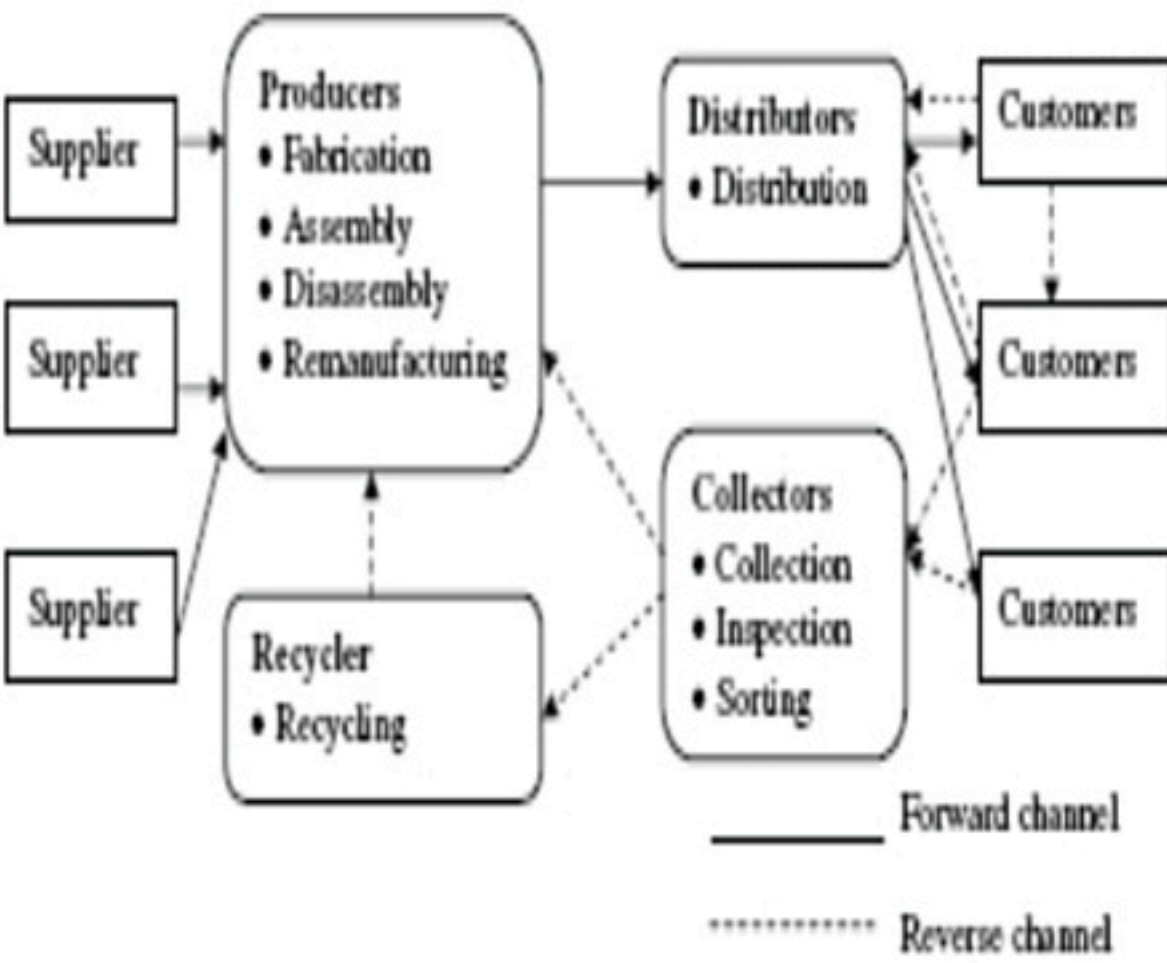 Supplier
Supplier
Supplier
Producers
• Fabrication
• Assembly
• Disassembly
• Remanufacturing
Recycler
• Recycling
Distributors
• Distribution
Collectors
• Collection
• Inspection
• Sorting
Customers
Customers
Customers
Forward channel
Reverse channel